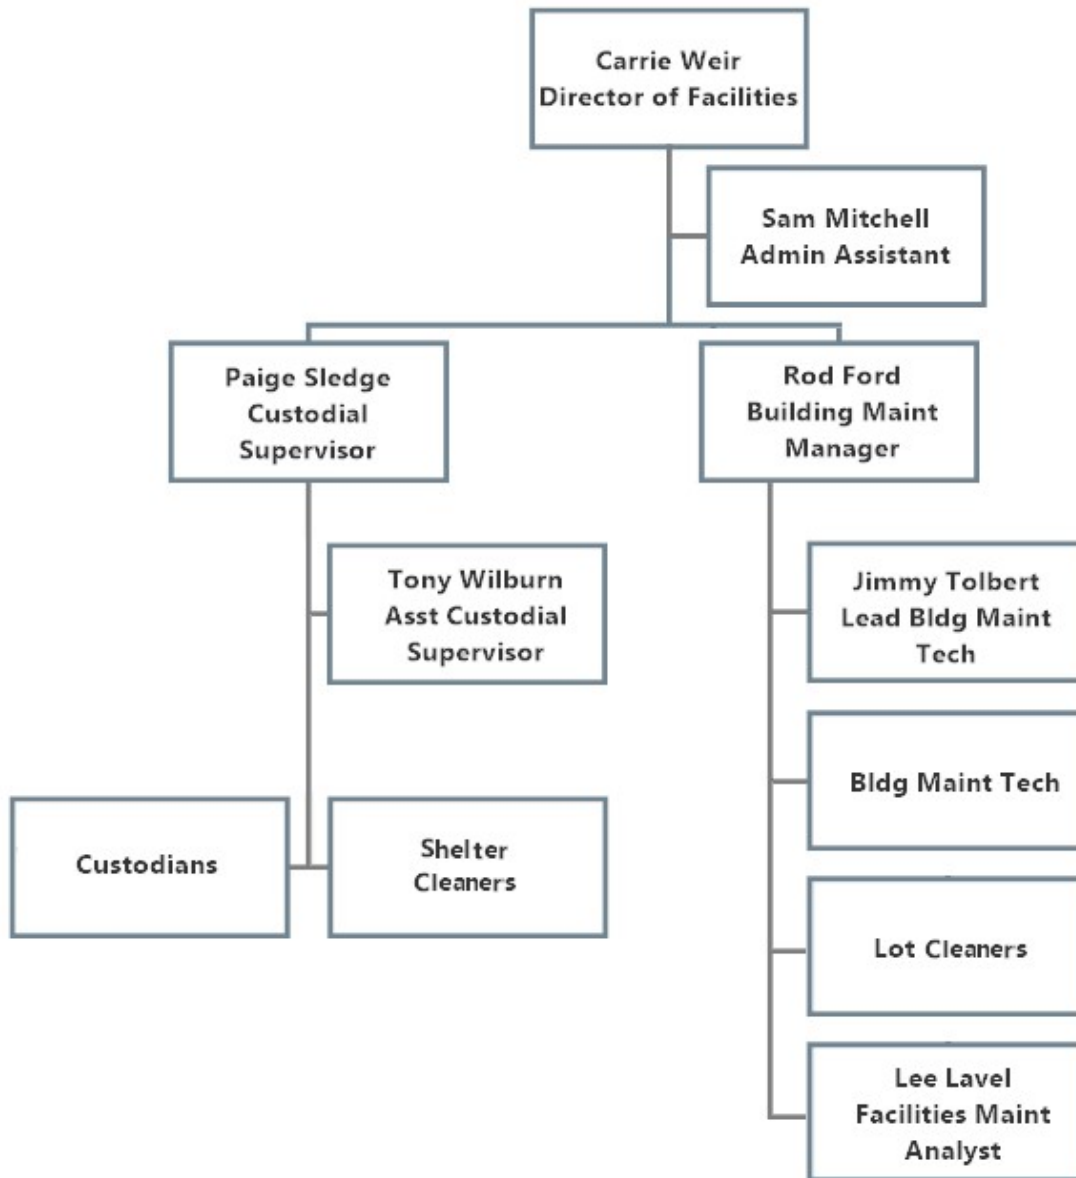 Carrie Weir
Director of Facilities
Sam Mitchell
Admin Assistant
Paige Sledge
Custodial
Supervisor
Rod Ford
Building Maint
Manager
Tony Wilburn
Asst Custodial
Supervisor
Jimmy Tolbert
Lead Bldg Maint
Tech
Bldg Maint Tech
Custodians
Shelter
Cleaners
Lot Cleaners
Lee Lavel
Facilities Maint
Analyst